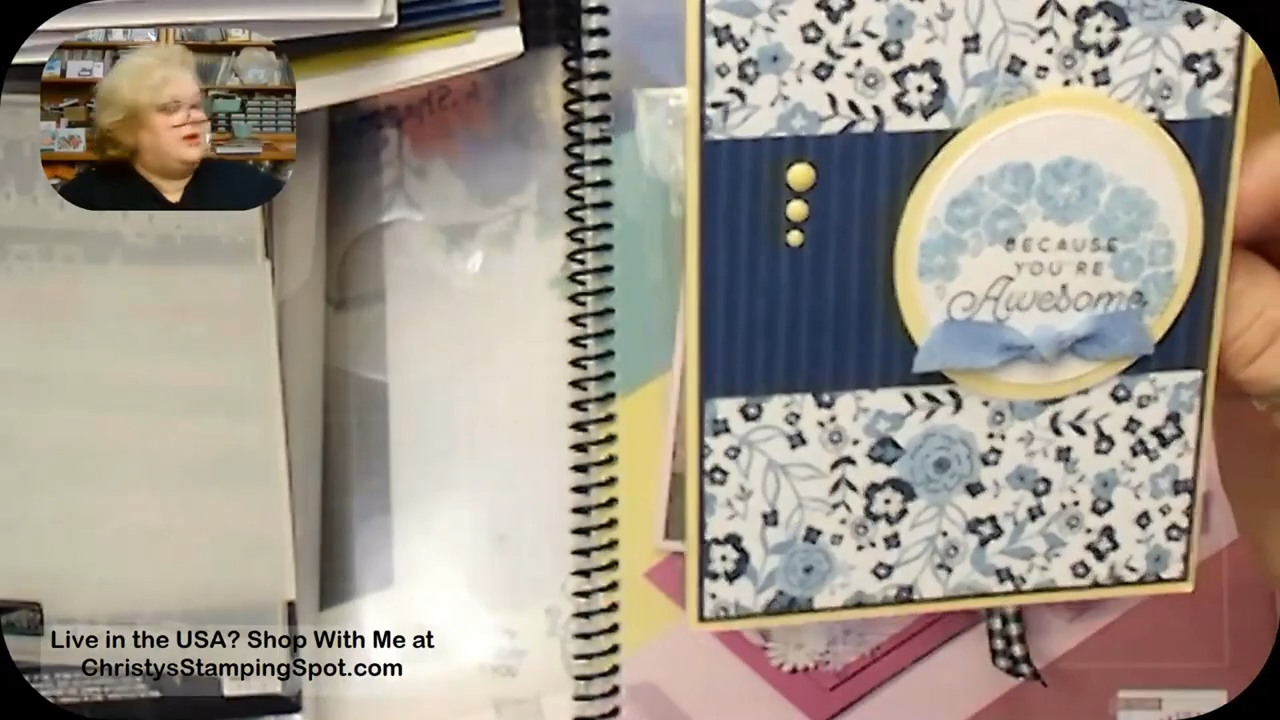 BECAUSE
YOU'RE
Awesome
Live in the USA? Shop With Me at
ChristysStampingSpot.com